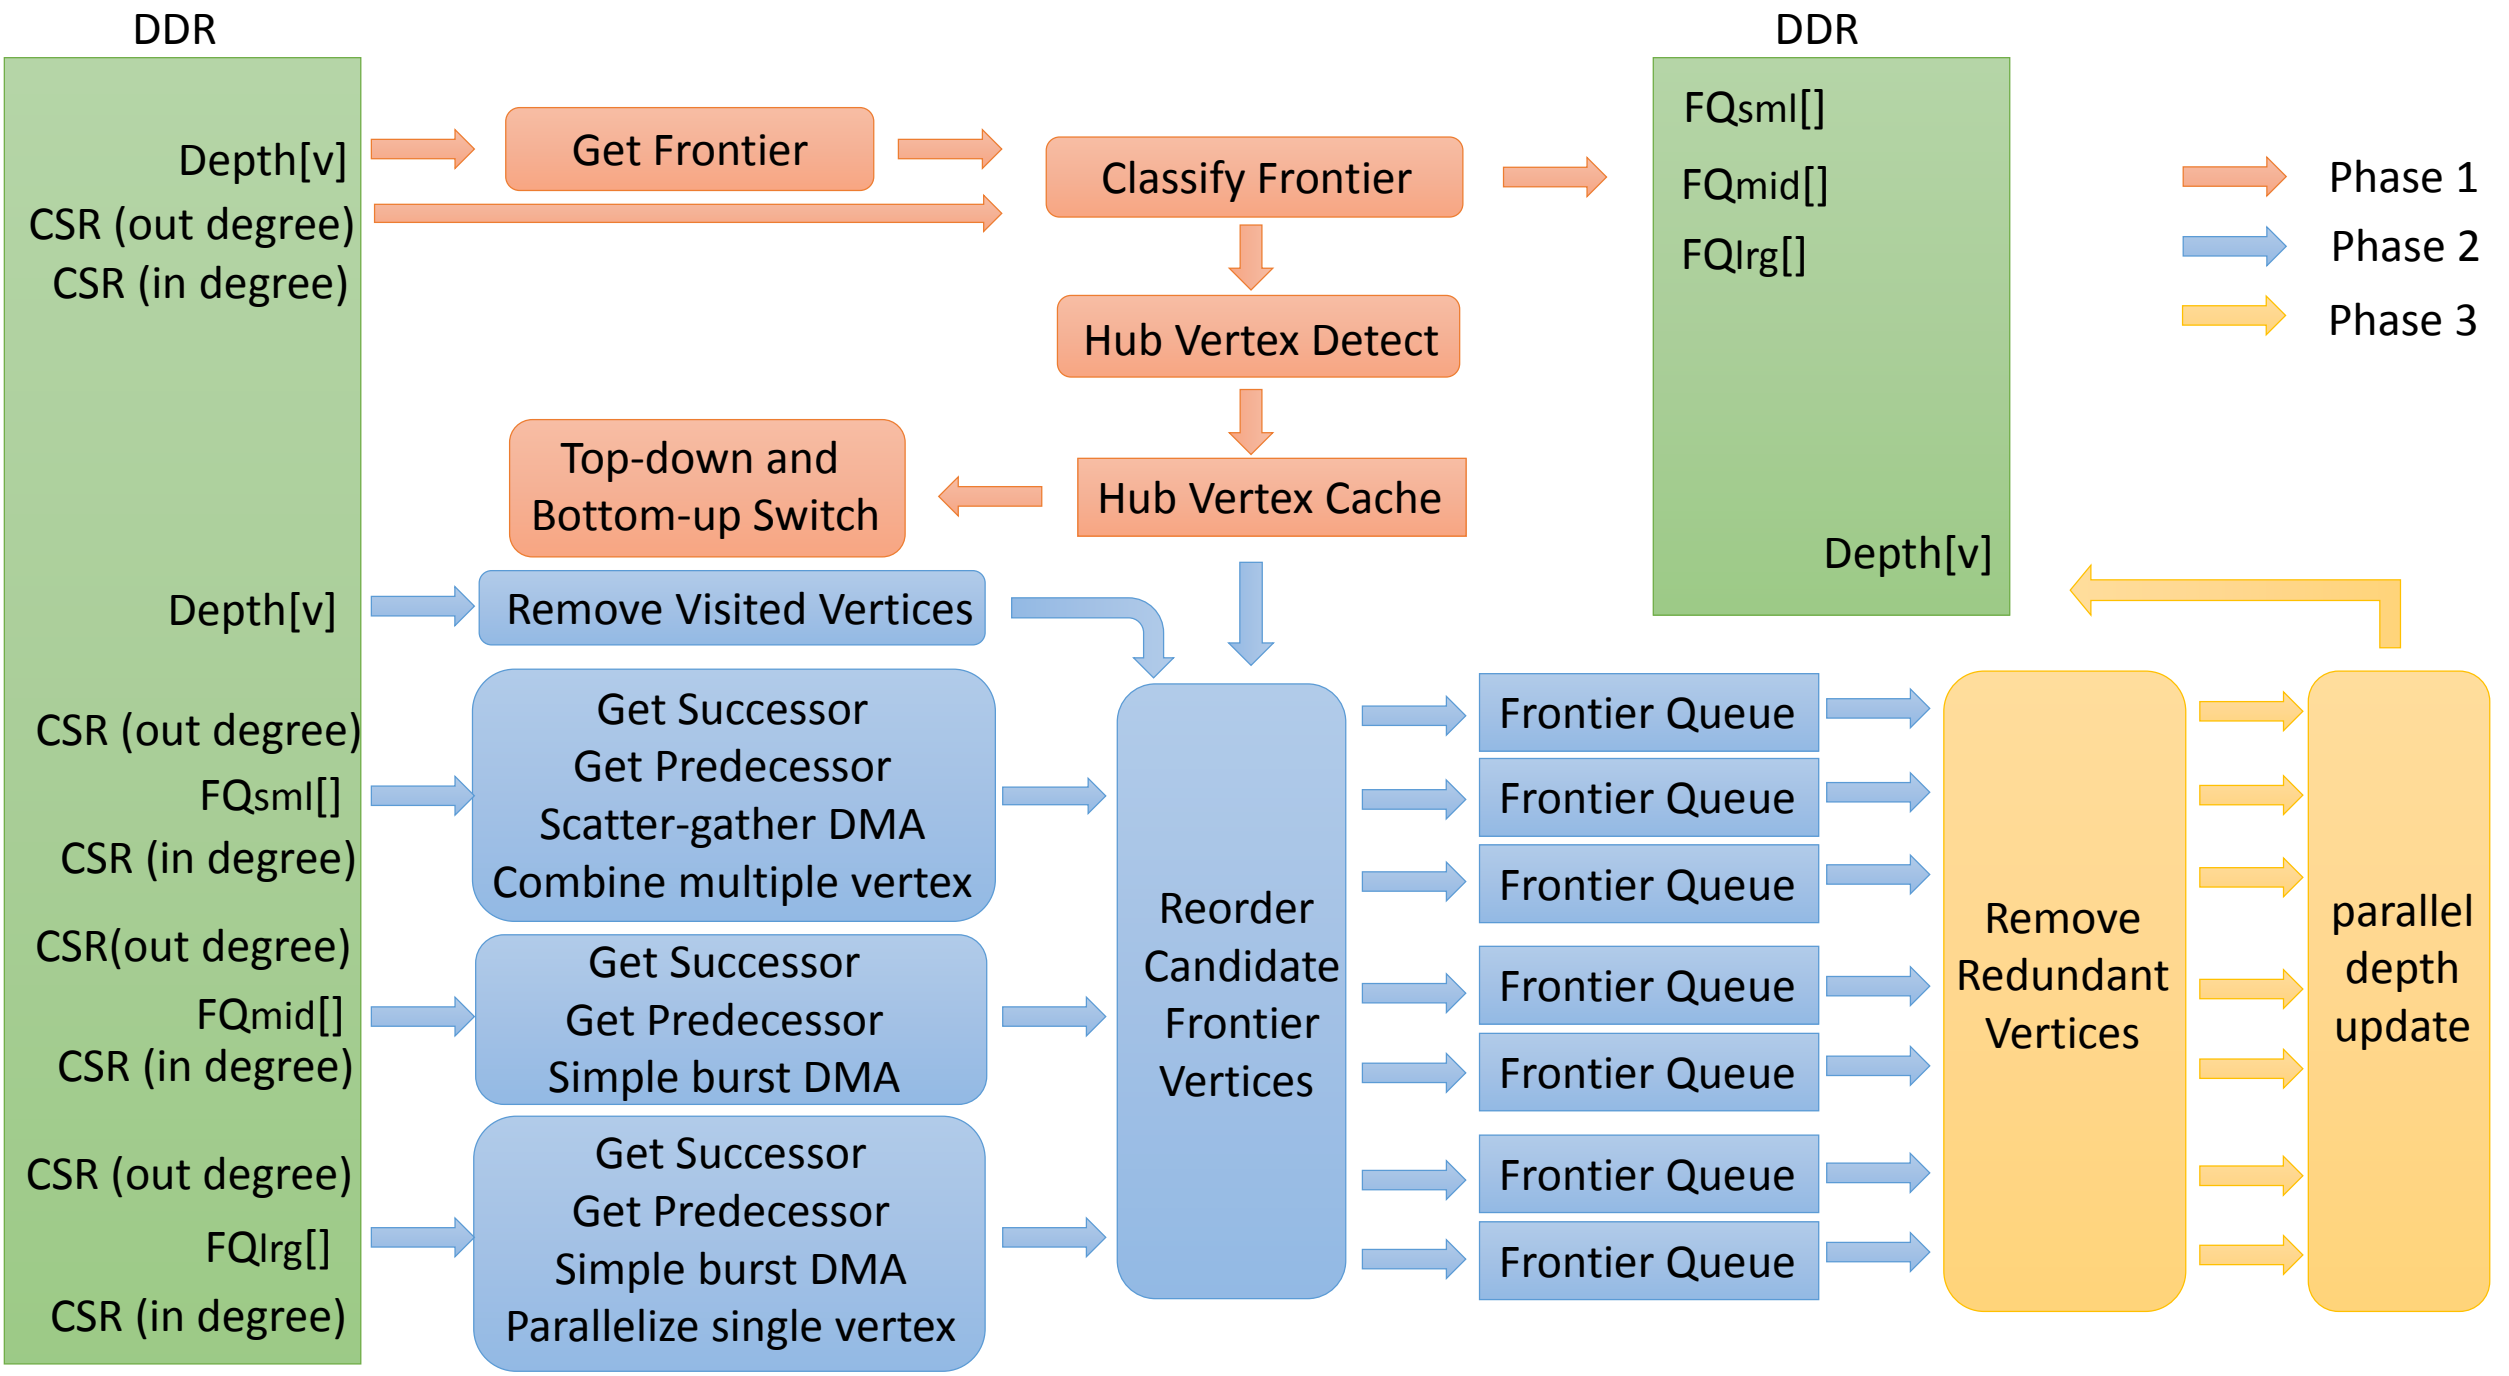 DDR
Depth[v]
CSR (out degree)
CSR (in degree)
Depth[v]
CSR (out degree)
FQsml[]
CSR (in degree)
CSR(out degree)
FQmid[]
CSR (in degree)
CSR (out degree)
FQlrg[]
CSR (in degree)
Get Frontier
Classify Frontier
Hub Vertex Detect
Hub Vertex Cache
Top-down and
Bottom-up Switch
Remove Visited Vertices
Get Successor
Get Predecessor
Scatter-gather DMA
Combine multiple vertex
Get Successor
Get Predecessor
Simple burst DMA
Get Successor
Get Predecessor
Simple burst DMA
Parallelize single vertex
Reorder
Candidate
Frontier
Vertices
Frontier Queue
Frontier Queue
Frontier Queue
Frontier Queue
Frontier Queue
Frontier Queue
Frontier Queue
Remove
Redundant
Vertices
parallel
depth
update
DDR
FQsml[]
FQmid[]
FQlrg[]
Depth[v]
Phase 1
Phase 2
Phase 3